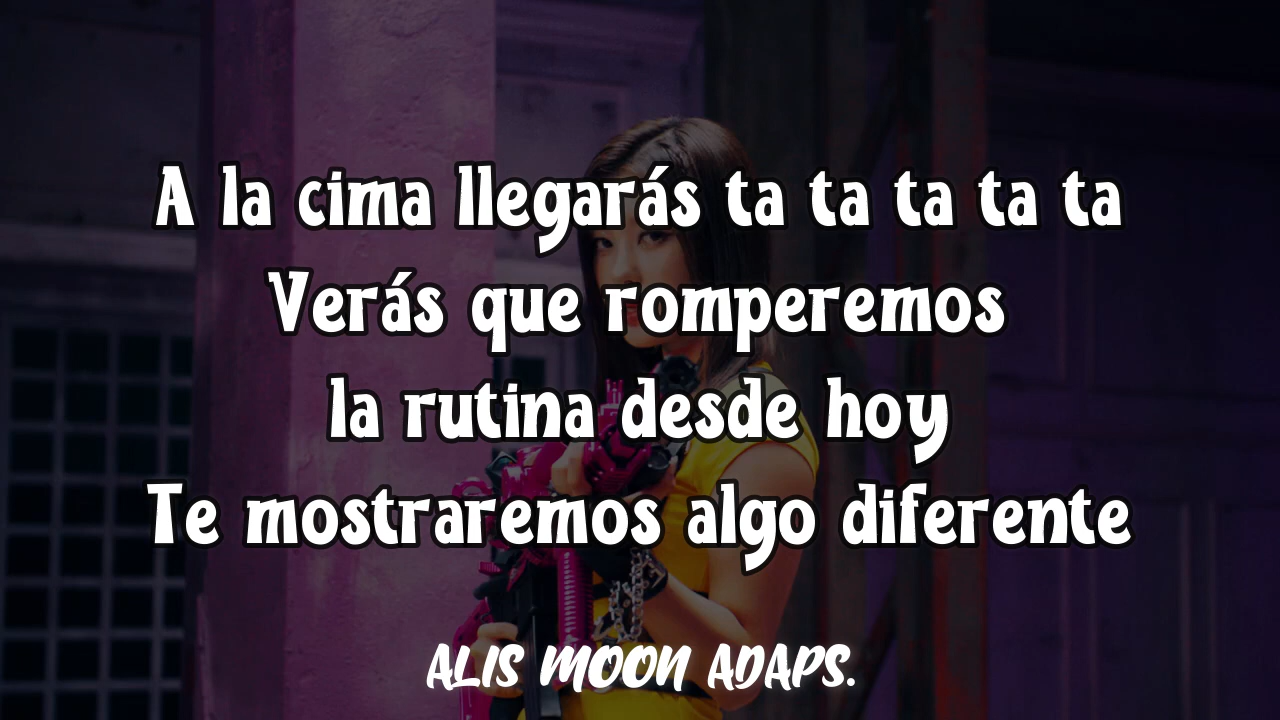 A la cima llegarás ta ta ta ta ta
Verás que romperemos
la rutina desde hoy
Te mostraremos algo diferente
ALIS MOON ADAPS.